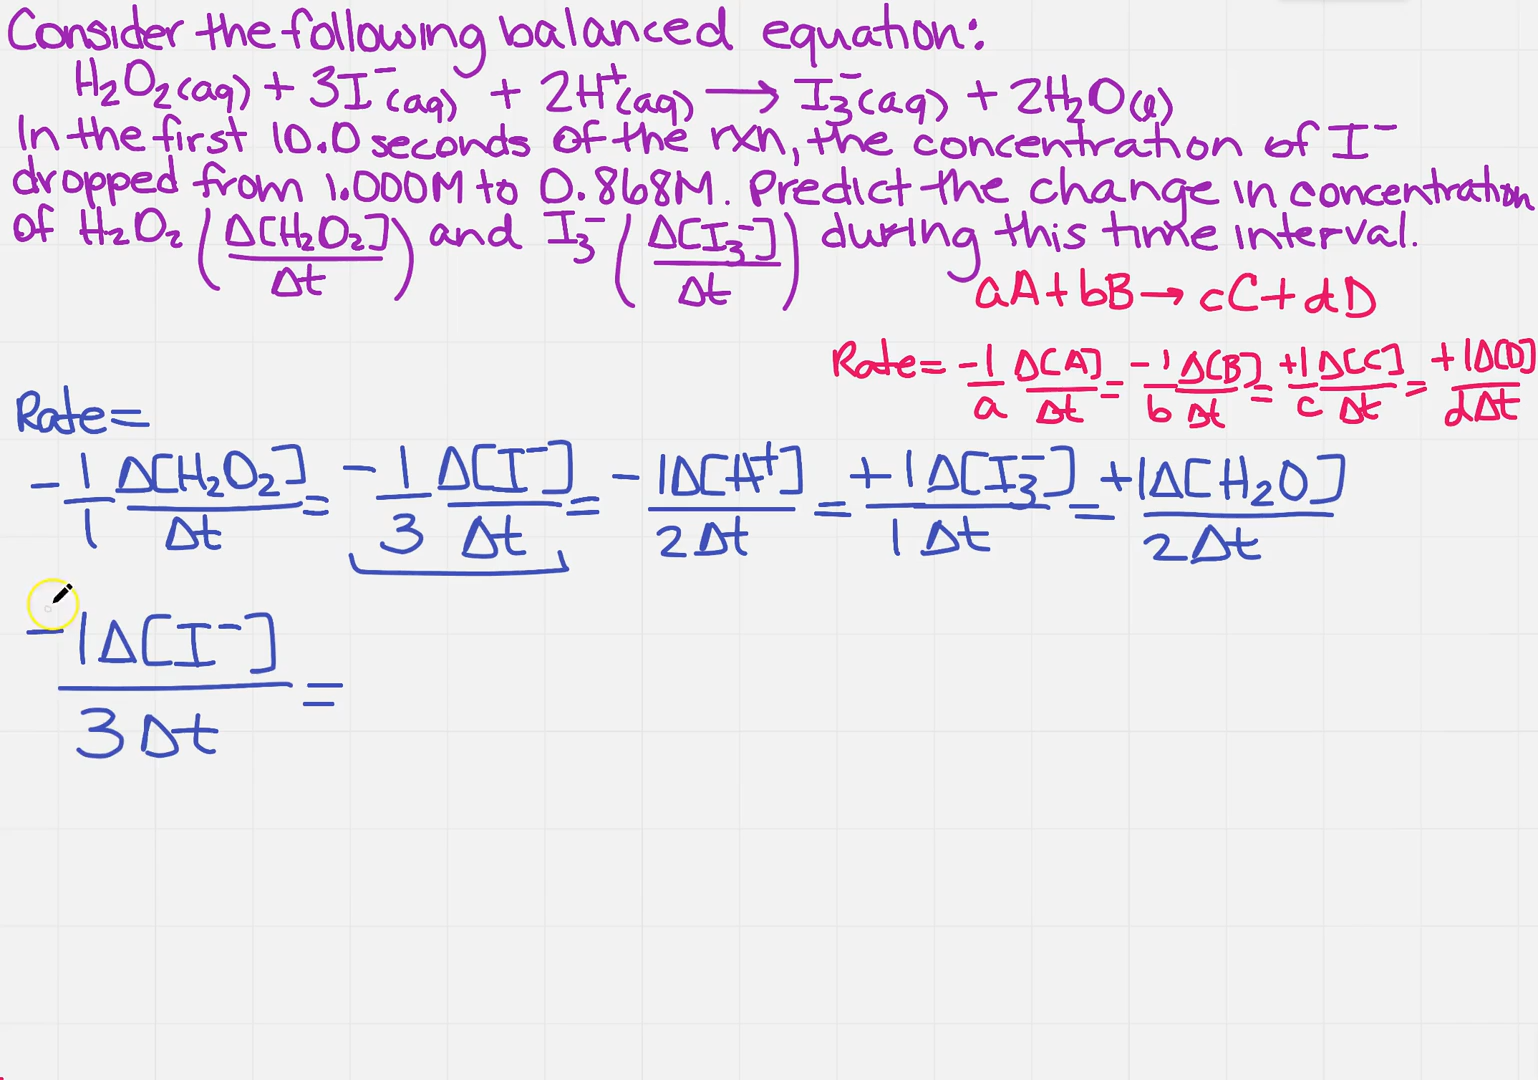 Consider the following balanced equation:
H₂O₂(aq) + 3I⁻(aq) + 2H⁺(aq) → I₃⁻(aq) + 2H₂O(l)
In the first 10.0 seconds of the rxn, the concentration of I⁻
dropped from 1.000M to 0.868M. Predict the change in concentration
of H₂O₂ (Δ[H₂O₂]/Δt) and I₃⁻ (Δ[I₃⁻]/Δt) during this time interval.
aA + bB → cC + dD
Rate = -1/a Δ[A]/Δt = -1/b Δ[B]/Δt = +1/c Δ[C]/Δt = +1Δ[D]/dΔt
Rate =
-1/1 Δ[H₂O₂]/Δt = -1/3 Δ[I⁻]/Δt = -1Δ[H⁺]/2Δt = +1Δ[I₃⁻]/1Δt = +1Δ[H₂O]/2Δt
-1Δ[I⁻]/3Δt =